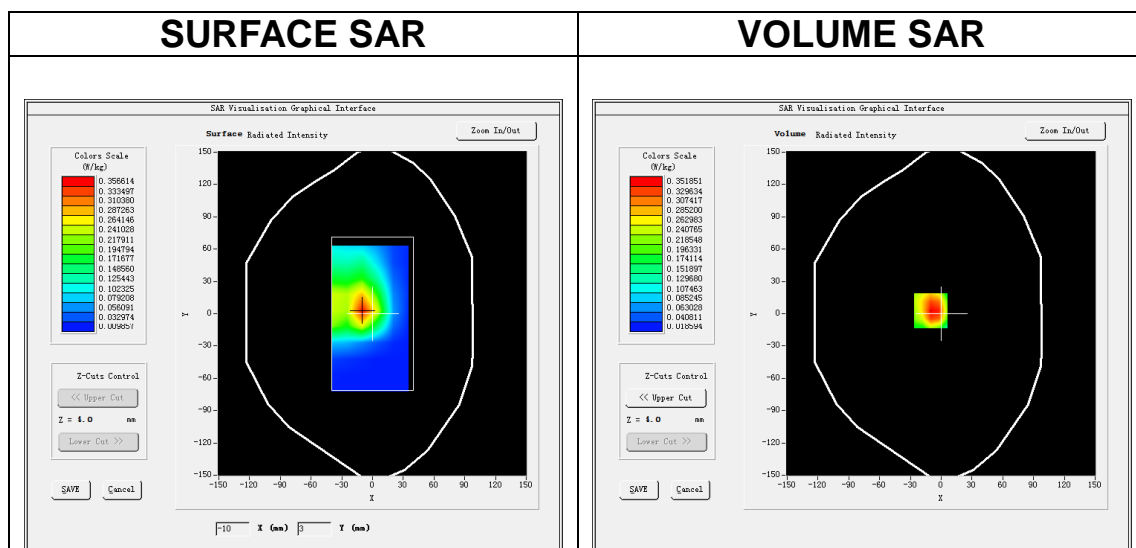 SURFACE SAR
VOLUME SAR
SAR Visualisation Graphical Interface
Surface Radiated Intensity
Zoom In/Out
Colors Scale
(W/kg)
0.356614
0.333497
0.310380
0.287263
0.264146
0.241028
0.217911
0.194794
0.171677
0.148560
0.125443
0.102325
0.079208
0.056091
0.032974
0.009857
Z-Cuts Control
<< Upper Cut
Z = 4.0 mm
Lower Cut >>
SAVE Cancel
150
120
90
60
30
0
-30
-60
-90
-120
-150
Y
-150 -120 -90 -60 -30 0 30 60 90 120 150
X
-10 X (mm) 3 Y (mm)
SAR Visualisation Graphical Interface
Volume Radiated Intensity
Zoom In/Out
Colors Scale
(W/kg)
0.351851
0.329634
0.307417
0.285200
0.262983
0.240765
0.218548
0.196331
0.174114
0.151897
0.129680
0.107463
0.085245
0.063028
0.040811
0.018594
Z-Cuts Control
<< Upper Cut
Z = 4.0 mm
Lower Cut >>
SAVE Cancel
150
120
90
60
30
0
-30
-60
-90
-120
-150
Y
-150 -120 -90 -60 -30 0 30 60 90 120 150
X